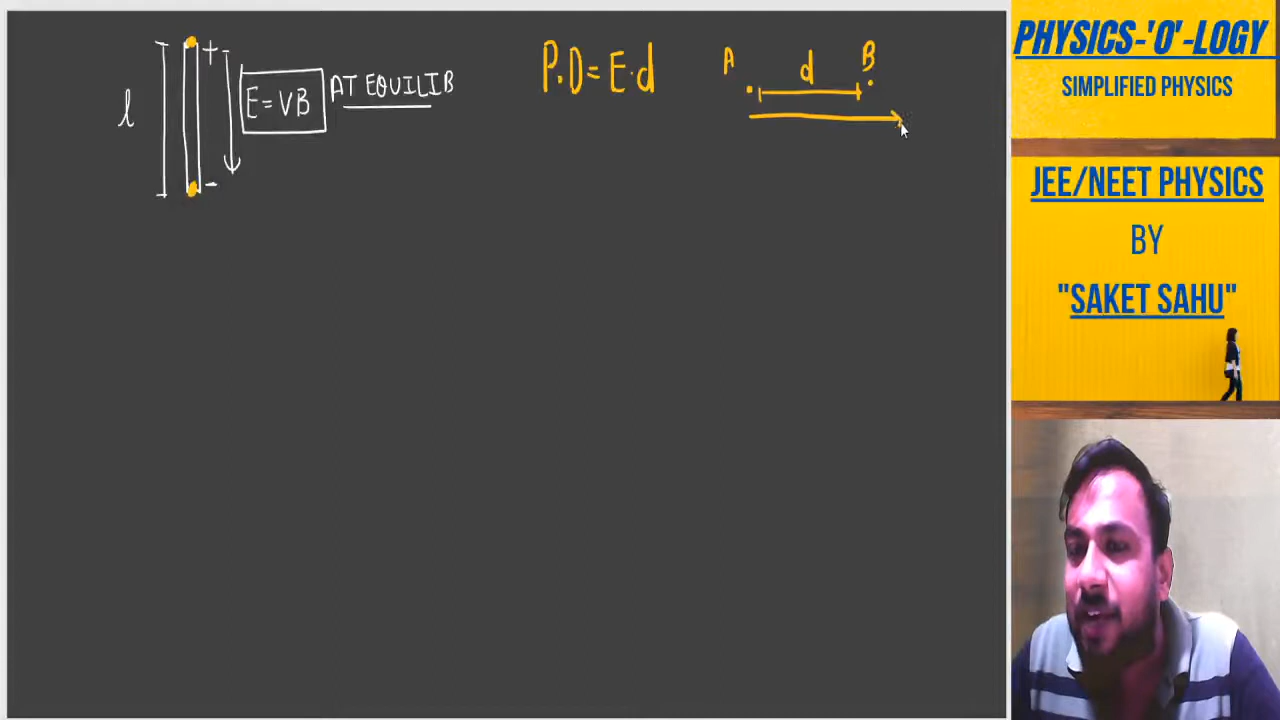 l
+
E = VB
AT EQUILIB
-
P.D = E.d
A
d
B
PHYSICS-'O'-LOGY
SIMPLIFIED PHYSICS
JEE/NEET PHYSICS
BY
"SAKET SAHU"